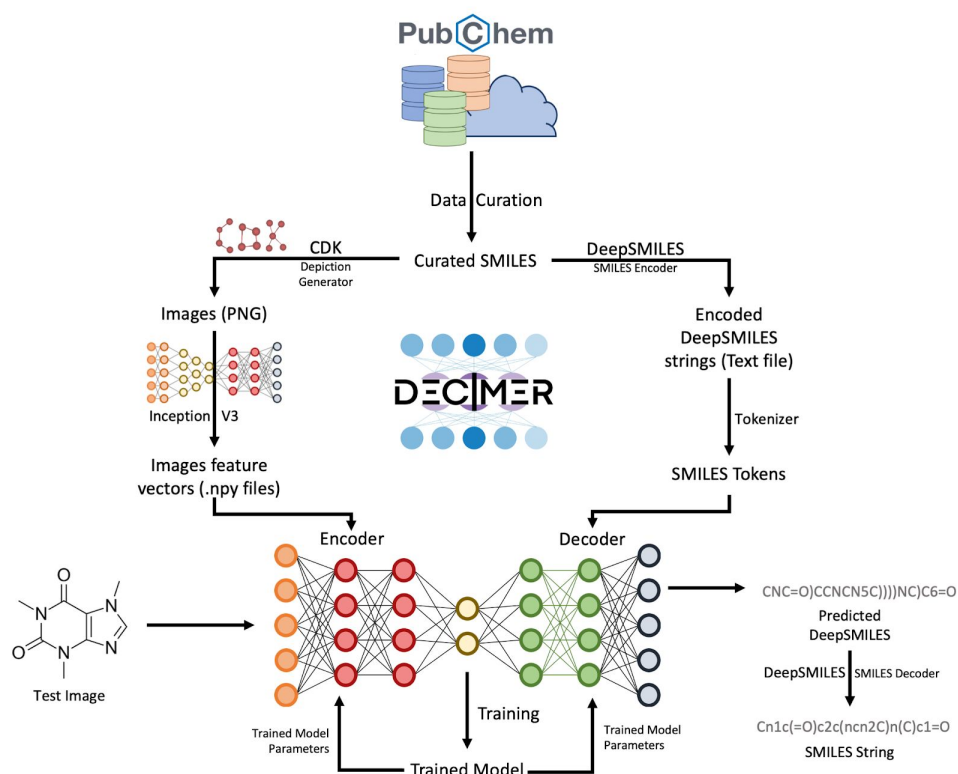 PubChem
Data Curation
CDK
CDK
Depiction
Generator
Curated SMILES
DeepSMILES
SMILES Encoder
Images (PNG)
Encoded
DeepSMILES
strings (Text file)
DECIMER
Inception V3
Tokenizer
Images feature
vectors (.npy files)
SMILES Tokens
Encoder
Decoder
O
N
N
O
N
N
Test Image
CNC=O)CCNCN5C))))NC)C6=O
Predicted
DeepSMILES
DeepSMILES
SMILES Decoder
Training
Trained Model
Parameters
Trained Model
Parameters
Cn1c(=O)c2c(ncn2C)n(C)c1=O
SMILES String
Trained Model